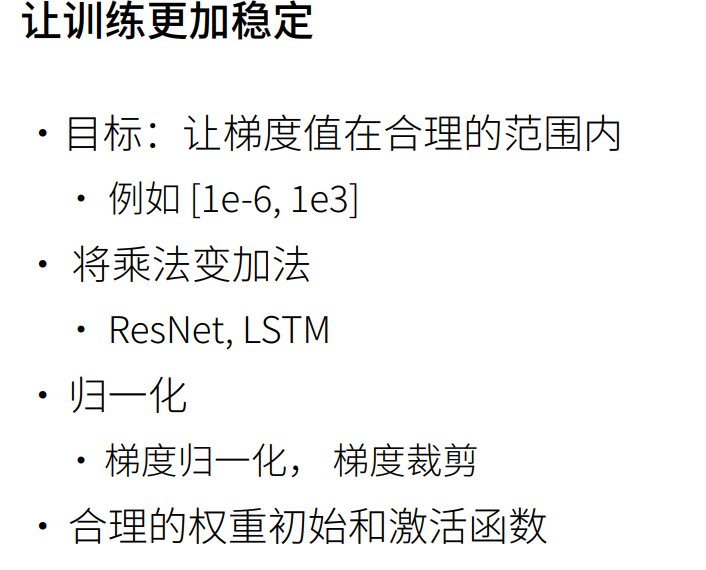 让训练更加稳定
• 目标：让梯度值在合理的范围内
• 例如 [1e-6, 1e3]
• 将乘法变加法
• ResNet, LSTM
• 归一化
• 梯度归一化， 梯度裁剪
• 合理的权重初始和激活函数